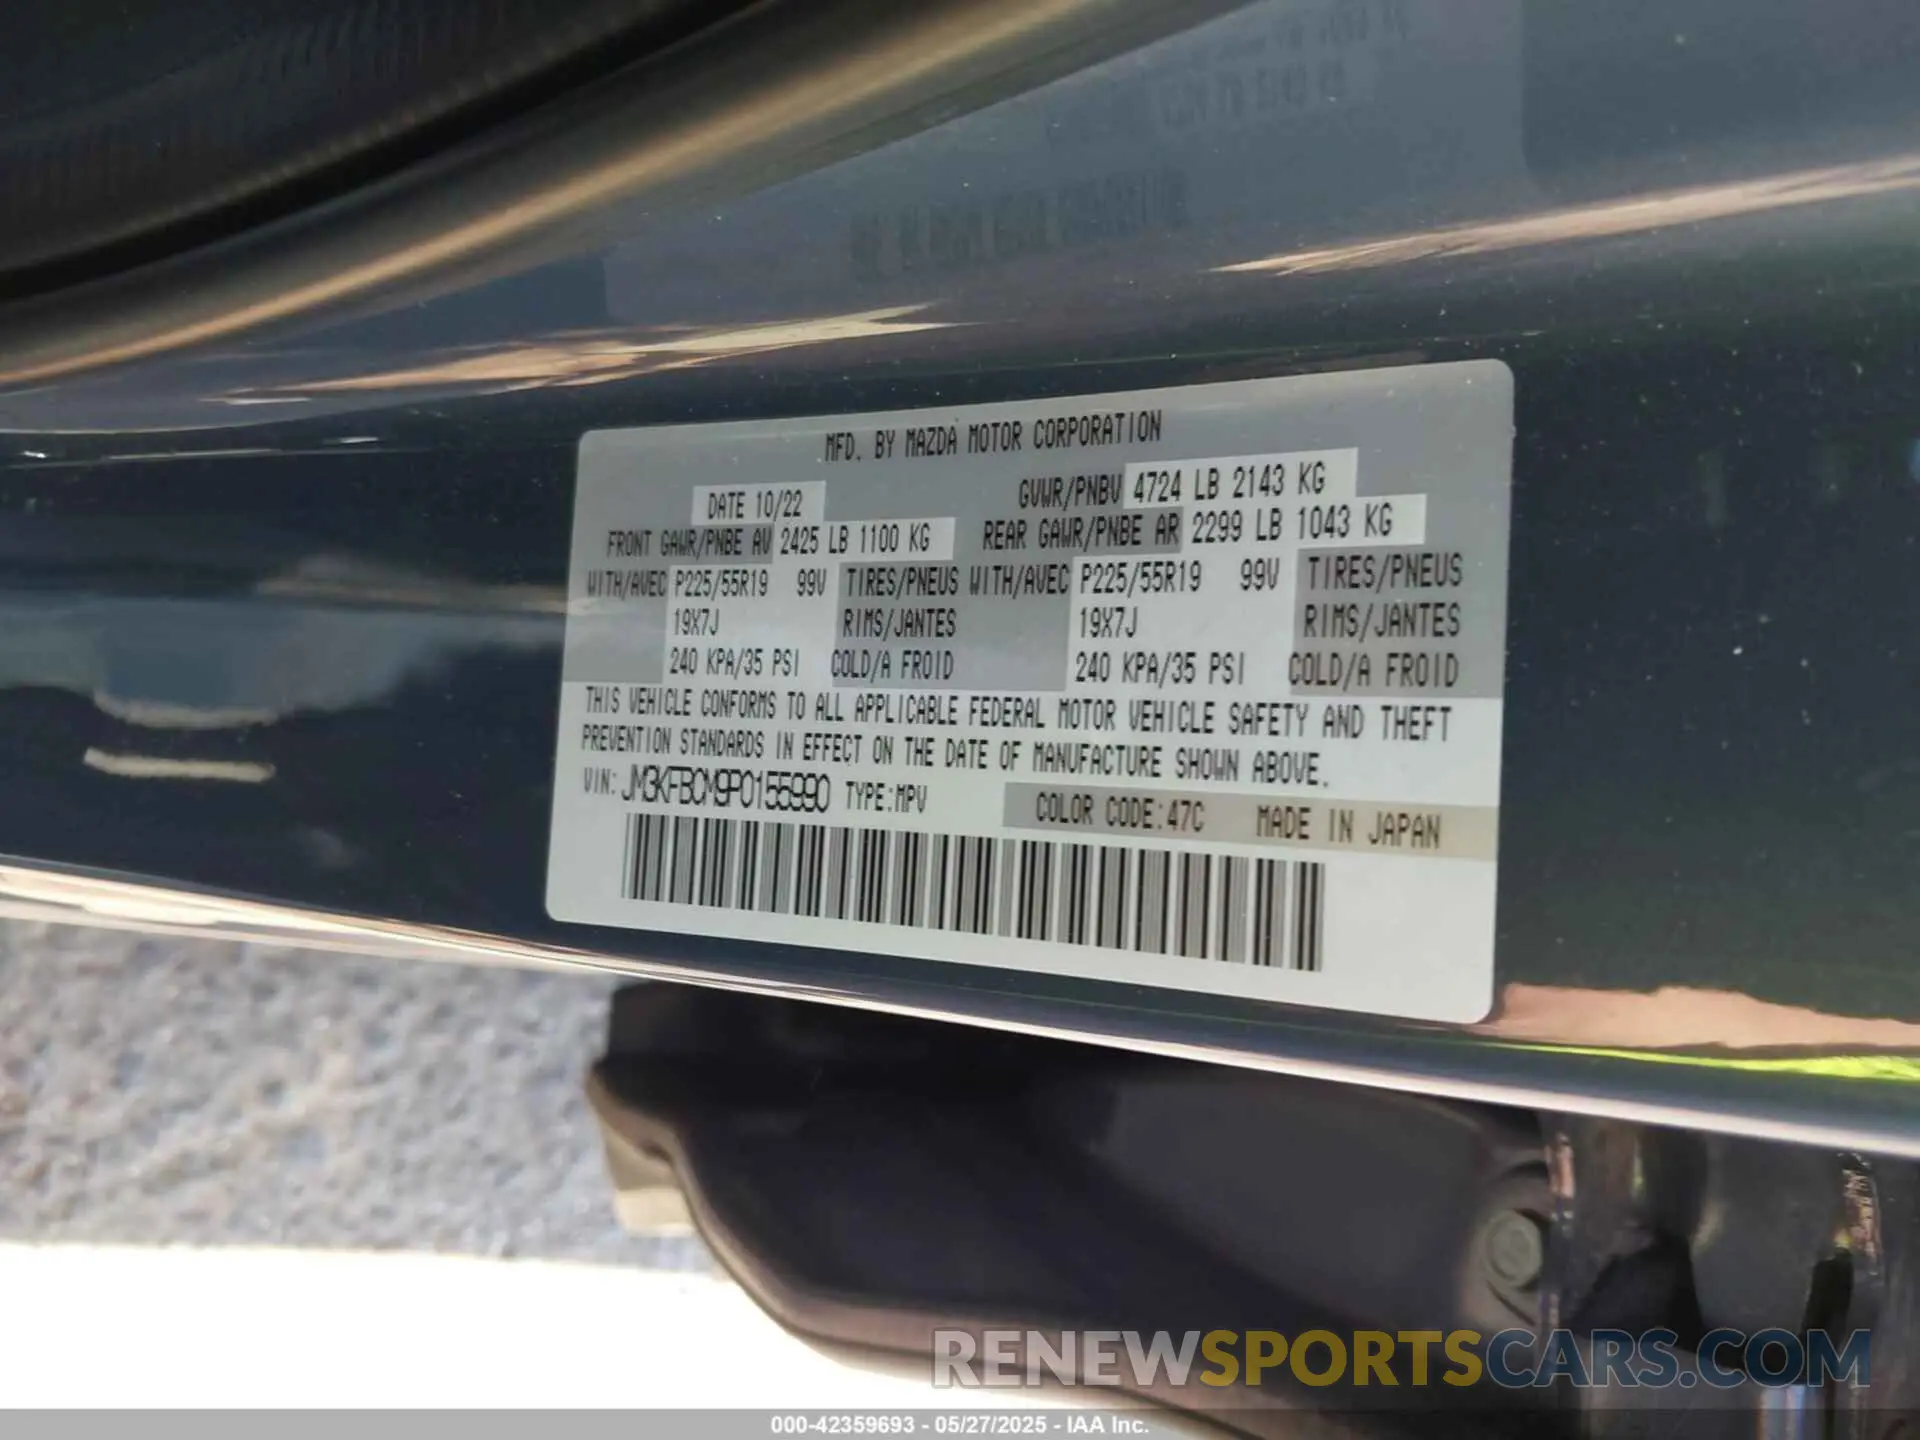 MFD. BY MAZDA MOTOR CORPORATION
DATE 10/22 GVWR/PNBV 4724 LB 2143 KG
FRONT GAWR/PNBE AV 2425 LB 1100 KG REAR GAWR/PNBE AR 2299 LB 1043 KG
WITH/AVEC P225/55R19 99V TIRES/PNEUS WITH/AVEC P225/55R19 99V TIRES/PNEUS
19X7J RIMS/JANTES 19X7J RIMS/JANTES
240 KPA/35 PSI COLD/A FROID 240 KPA/35 PSI COLD/A FROID
THIS VEHICLE CONFORMS TO ALL APPLICABLE FEDERAL MOTOR VEHICLE SAFETY AND THEFT
PREVENTION STANDARDS IN EFFECT ON THE DATE OF MANUFACTURE SHOWN ABOVE.
VIN: JM3KFBCM9P0155990 TYPE:MPV COLOR CODE:47C MADE IN JAPAN
RENEWSPORTSCARS.COM
000-42359693 - 05/27/2025 - IAA Inc.